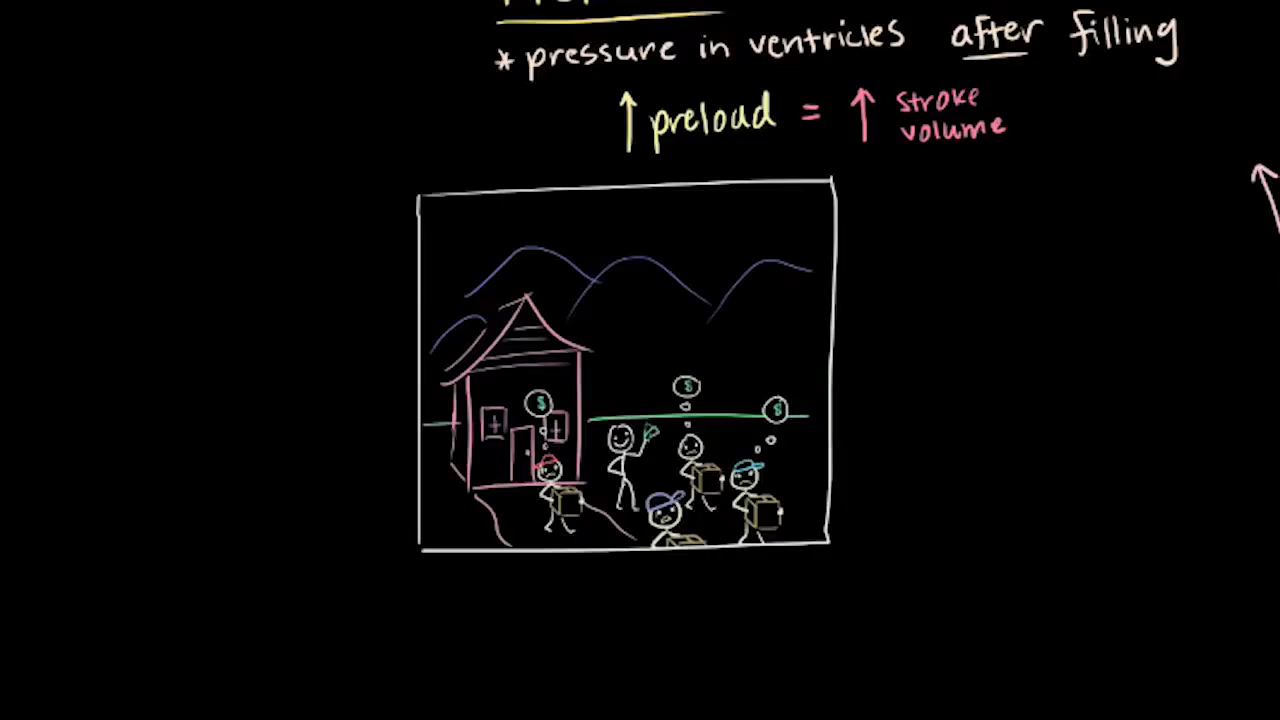 * pressure in ventricles after filling
↑ preload = ↑ stroke
volume
$
$
$